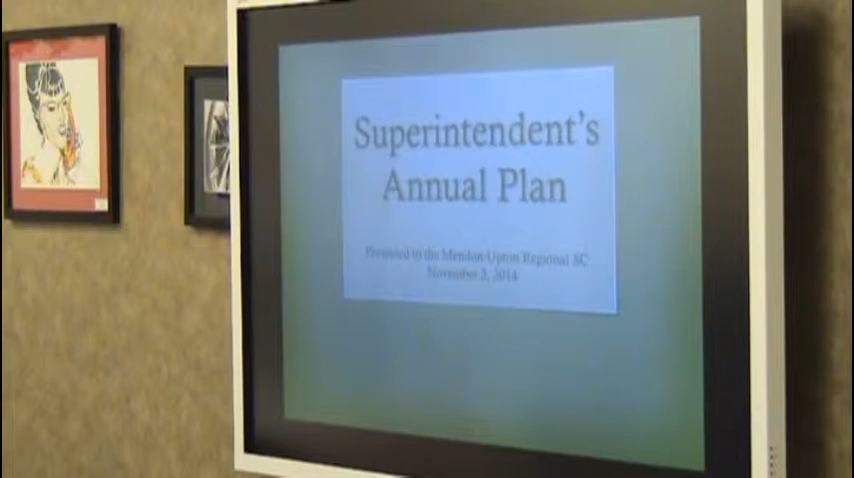 Superintendent's
Annual Plan
Presented to the Mendon-Upton Regional SC
November 3, 2014